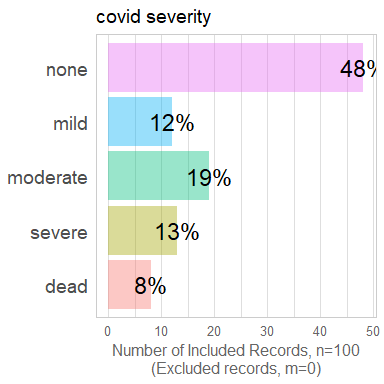 covid severity
none 48%
mild 12%
moderate 19%
severe 13%
dead 8%
0 10 20 30 40 50
Number of Included Records, n=100
(Excluded records, m=0)